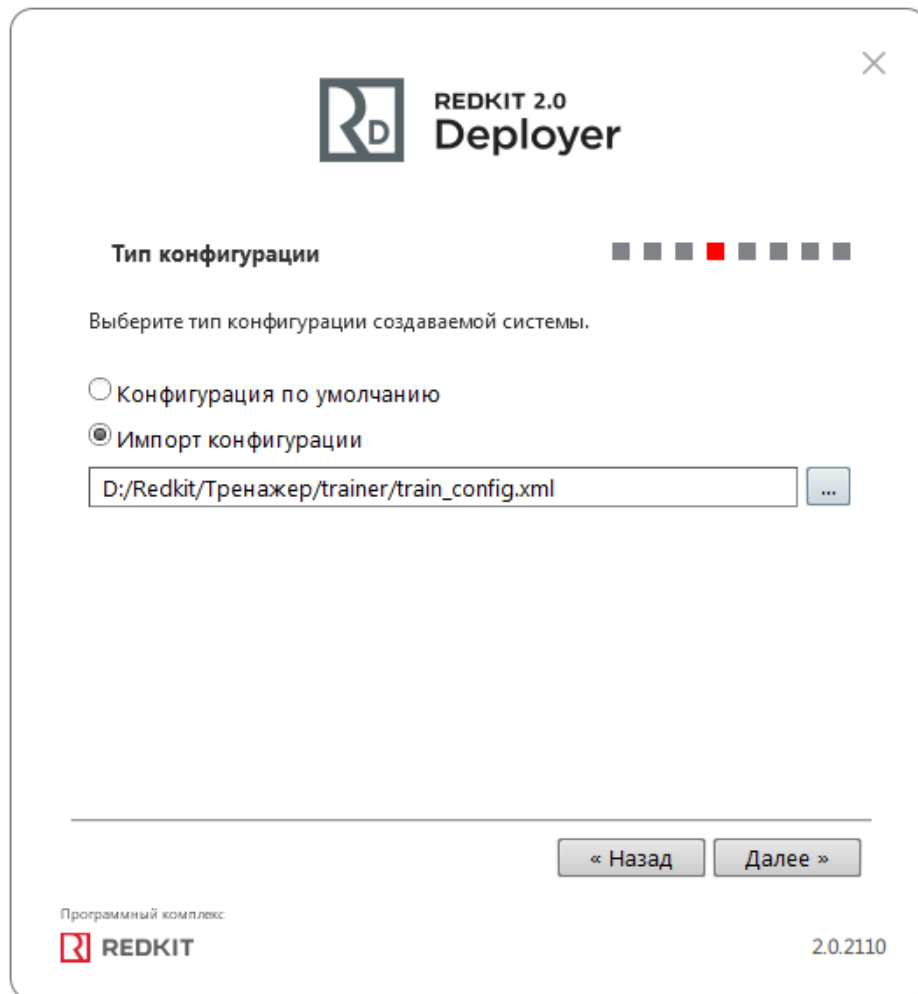 REDKIT 2.0
Deployer
Тип конфигурации
Выберите тип конфигурации создаваемой системы.
Конфигурация по умолчанию
Импорт конфигурации
D:/Redkit/Тренажер/trainer/train_config.xml
...
« Назад
Далее »
Программный комплекс
REDKIT
2.0.2110